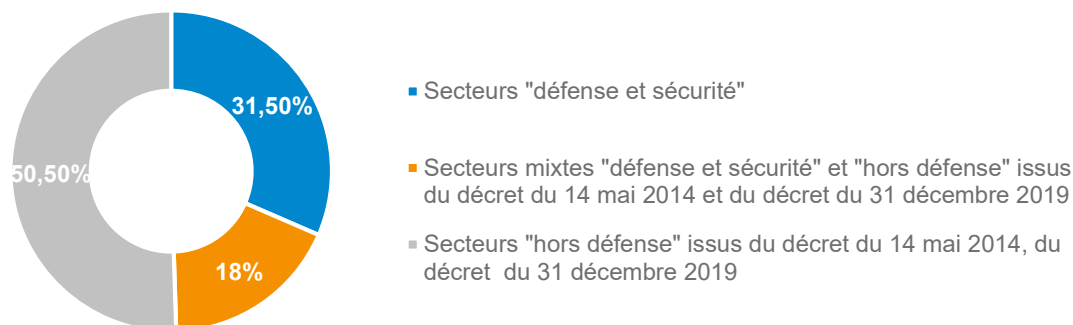 31,50%
50,50%
18%
Secteurs "défense et sécurité"
Secteurs mixtes "défense et sécurité" et "hors défense" issus
du décret du 14 mai 2014 et du décret du 31 décembre 2019
Secteurs "hors défense" issus du décret du 14 mai 2014, du
décret du 31 décembre 2019